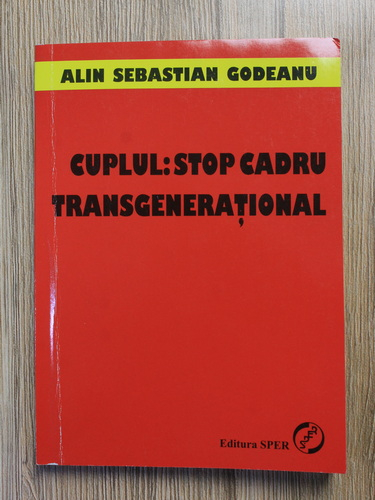 ALIN SEBASTIAN GODEANU
CUPLUL: STOP CADRU
TRANSGENERAȚIONAL
Editura SPER